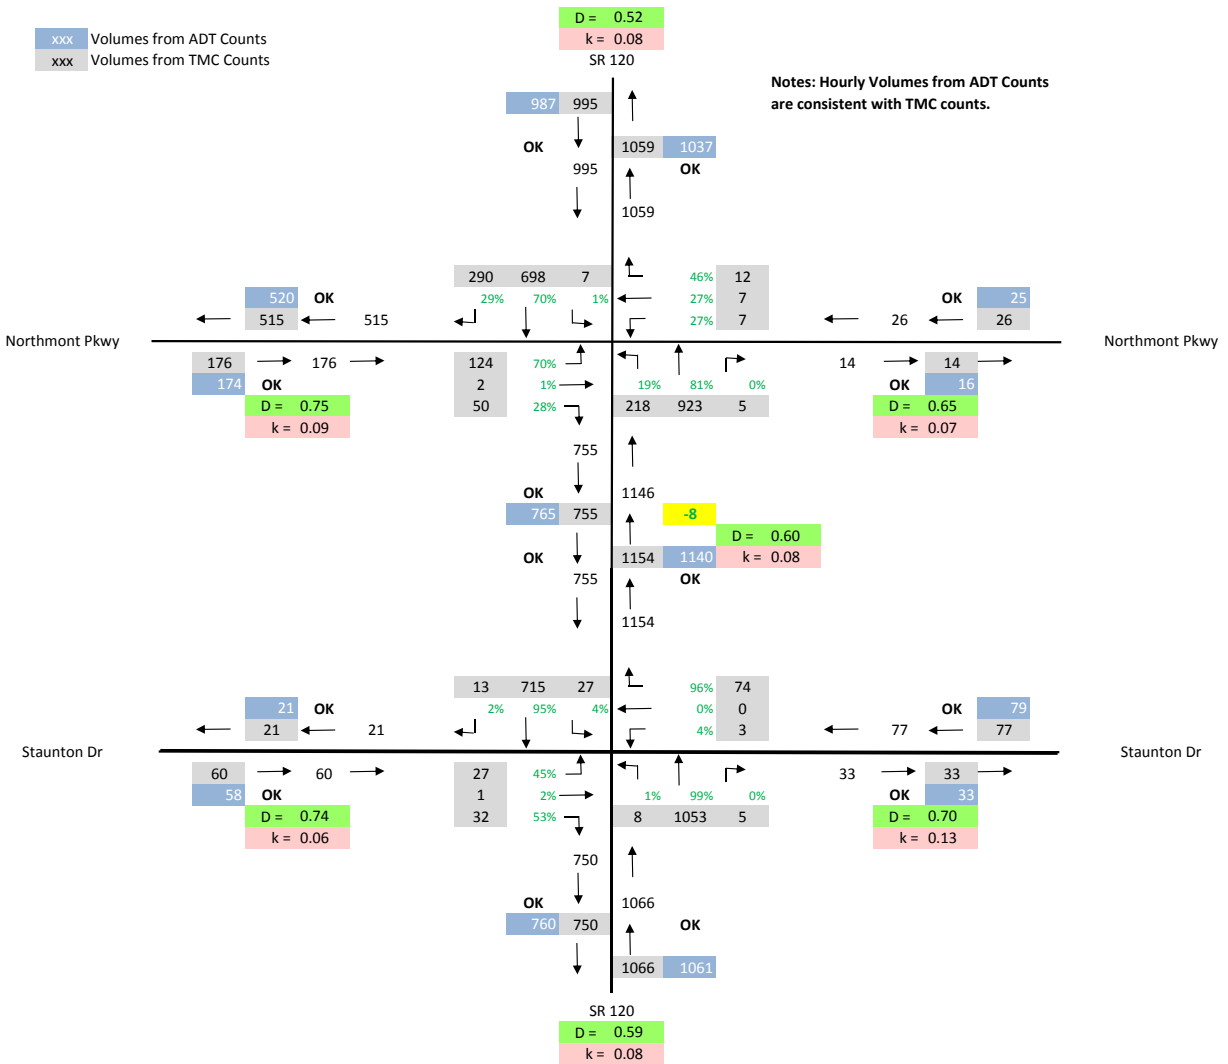 D = 0.52
k = 0.08
SR 120
xxx Volumes from ADT Counts
xxx Volumes from TMC Counts
Notes: Hourly Volumes from ADT Counts
are consistent with TMC counts.
987 995
OK
1059 1037
995
OK
1059
290 698 7
46% 12
520 OK
29% 70% 1%
27% 7
OK 25
515 515
27% 7
26 26
Northmont Pkwy
Northmont Pkwy
176 176
124 70%
14 14
174 OK
2 1%
19% 81% 0%
OK 16
D = 0.75
50 28%
218 923 5
D = 0.65
k = 0.09
k = 0.07
755
OK
1146
765 755
-8
D = 0.60
OK
1154 1140
k = 0.08
755
OK
1154
13 715 27
96% 74
21 OK
2% 95% 4%
0% 0
OK 79
21 21
4% 3
77 77
Staunton Dr
Staunton Dr
60 60
27 45%
33 33
58 OK
1 2%
1% 99% 0%
OK 33
D = 0.74
32 53%
8 1053 5
D = 0.70
k = 0.06
k = 0.13
750
OK
1066
760 750
OK
1066 1061
SR 120
D = 0.59
k = 0.08